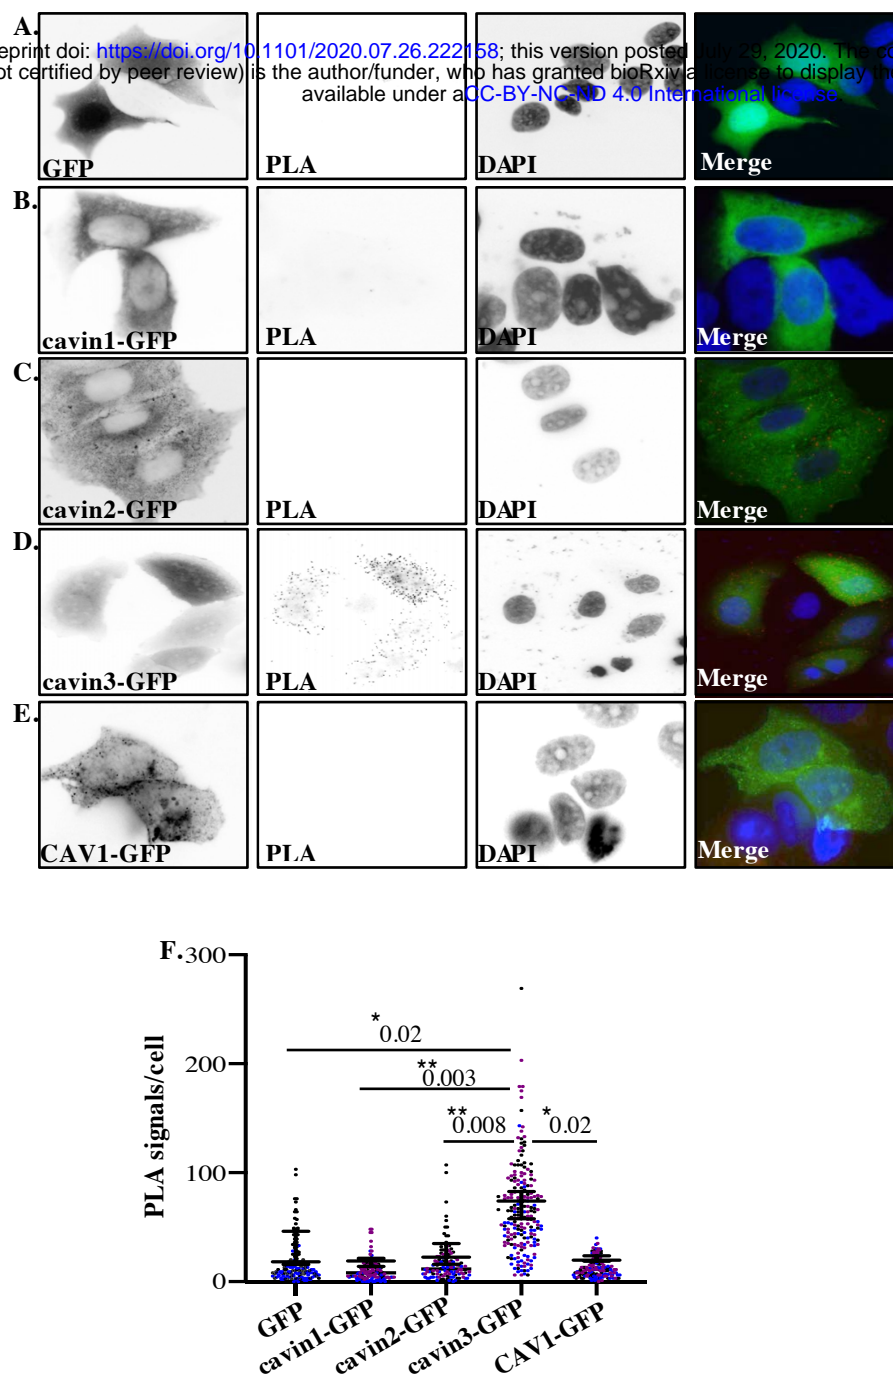 A.
eprint doi: https://doi.org/10.1101/2020.07.26.222158; this version posted July 29, 2020. The co
ot certified by peer review) is the author/funder, who has granted bioRxiv a license to display the
available under aCC-BY-NC-ND 4.0 International license.
GFP PLA DAPI Merge
B.
cavin1-GFP PLA DAPI Merge
C.
cavin2-GFP PLA DAPI Merge
D.
cavin3-GFP PLA DAPI Merge
E.
CAV1-GFP PLA DAPI Merge
F.
300
*
0.02
200
**
0.003
**
0.008
*
0.02
PLA signals/cell
100
0
GFP
cavin1-GFP
cavin2-GFP
cavin3-GFP
CAV1-GFP